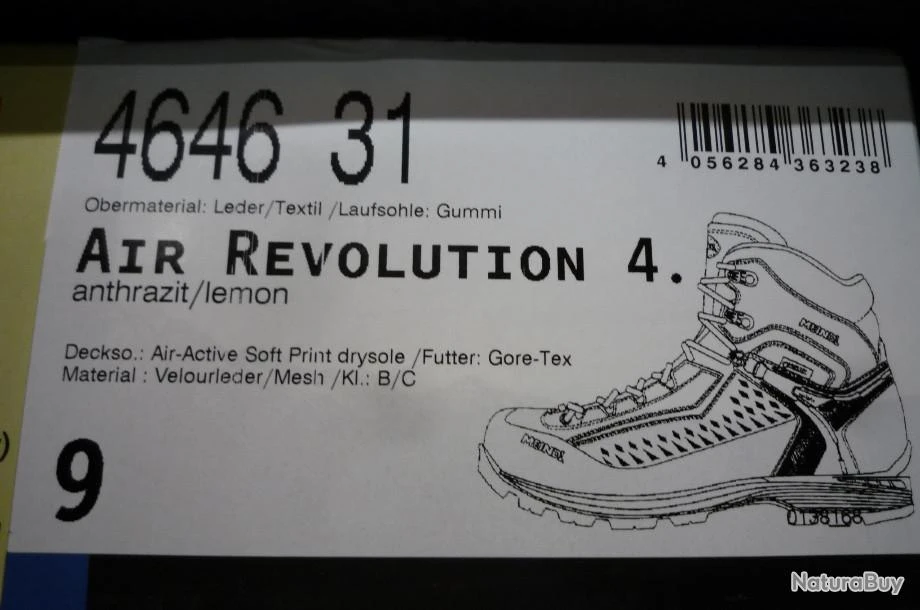 4646 31
4 056284 363238
Obermaterial: Leder/Textil /Laufsohle: Gummi
AIR REVOLUTION 4.
anthrazit/lemon
MEINDL
Deckso.: Air-Active Soft Print drysole /Futter: Gore-Tex
Material : Velourleder/Mesh /Kl.: B/C
MEINDL
9
0138168
NaturaBuy